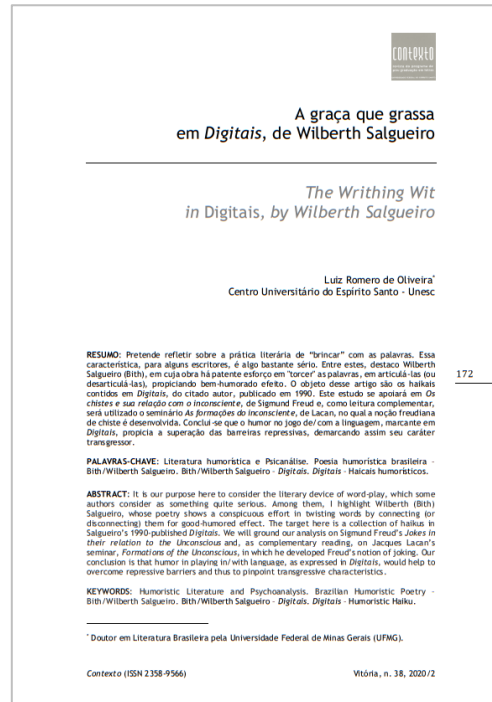 contexto
A graça que grassa
em Digitais, de Wilberth Salgueiro
The Writhing Wit
in Digitais, by Wilberth Salgueiro
Luiz Romero de Oliveira*
Centro Universitário do Espírito Santo - Unesc
RESUMO: Pretende refletir sobre a prática literária de “brincar” com as palavras. Essa
característica, para alguns escritores, é algo bastante sério. Entre estes, destaco Wilberth
Salgueiro (Bith), em cuja obra há patente esforço em "torcer" as palavras, em articulá-las (ou
desarticulá-las), propiciando bem-humorado efeito. O objeto desse artigo são os haikais
contidos em Digitais, do citado autor, publicado em 1990. Este estudo se apoiará em Os
chistes e sua relação com o inconsciente, de Sigmund Freud e, como leitura complementar,
será utilizado o seminário As formações do inconsciente, de Lacan, no qual a noção freudiana
de chiste é desenvolvida. Conclui-se que o humor no jogo de/com a linguagem, marcante em
Digitais, propicia a superação das barreiras repressivas, demarcando assim seu caráter
transgressor.
172
PALAVRAS-CHAVE: Literatura humorística e Psicanálise. Poesia humorística brasileira –
Bith/Wilberth Salgueiro. Bith/Wilberth Salgueiro – Digitais. Digitais – Haicais humorísticos.
ABSTRACT: It is our purpose here to consider the literary device of word-play, which some
authors consider as something quite serious. Among them, I highlight Wilberth (Bith)
Salgueiro, whose poetry shows a conspicuous effort in twisting words by connecting (or
disconnecting) them for good-humored effect. The target here is a collection of haikus in
Salgueiro's 1990-published Digitais. We will ground our analysis on Sigmund Freud's Jokes in
their relation to the Unconscious and, as complementary reading, on Jacques Lacan's
seminar, Formations of the Unconscious, in which he developed Freud's notion of joking. Our
conclusion is that humor in playing in/with language, as expressed in Digitais, would help to
overcome repressive barriers and thus to pinpoint transgressive characteristics.
KEYWORDS: Humoristic Literature and Psychoanalysis. Brazilian Humoristic Poetry –
Bith/Wilberth Salgueiro. Bith/Wilberth Salgueiro – Digitais. Digitais – Humoristic Haiku.
* Doutor em Literatura Brasileira pela Universidade Federal de Minas Gerais (UFMG).
Contexto (ISSN 2358-9566) Vitória, n. 38, 2020/2